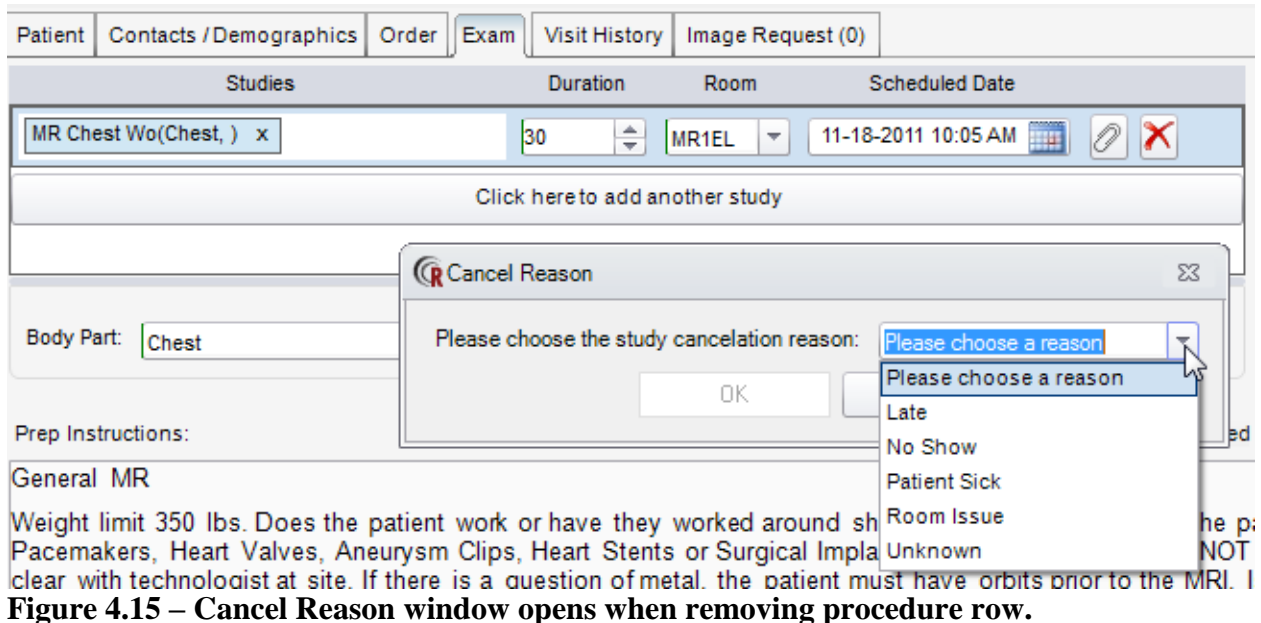 Patient Contacts / Demographics Order Exam Visit History Image Request (0)
Studies Duration Room Scheduled Date
MR Chest Wo(Chest, ) x 30 MR1EL 11-18-2011 10:05 AM
Click here to add another study
Cancel Reason
Body Part: Chest
Please choose the study cancelation reason: Please choose a reason
OK
Please choose a reason
Late
No Show
Patient Sick
Room Issue
Unknown
Prep Instructions:
General MR
Weight limit 350 lbs. Does the patient work or have they worked around
Pacemakers, Heart Valves, Aneurysm Clips, Heart Stents or Surgical NOT
clear with technologist at site. If there is a question of metal, the patient must have orbits prior to the MRI.
Figure 4.15 – Cancel Reason window opens when removing procedure row.